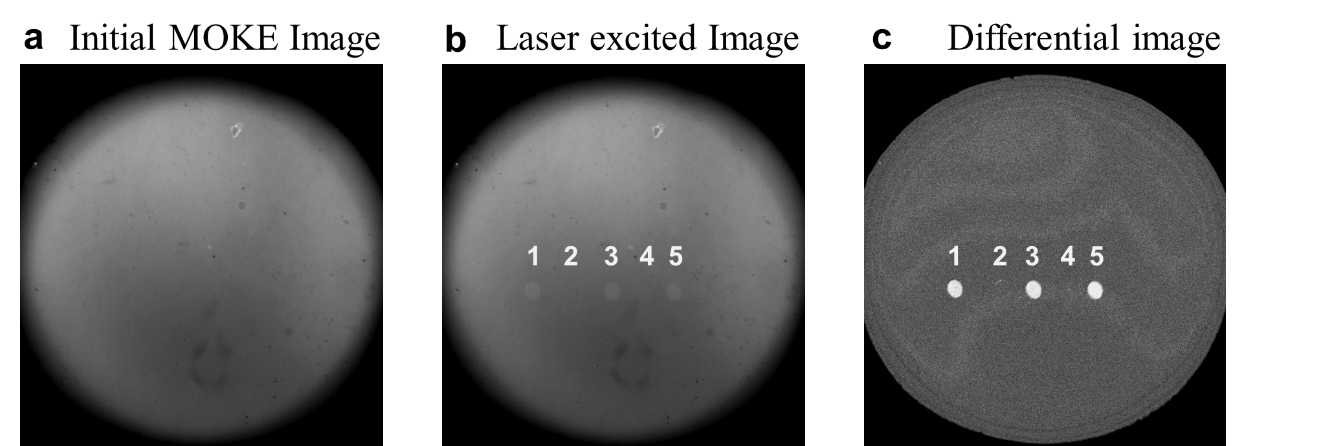 a Initial MOKE Image
b Laser excited Image
c Differential image
1 2 3 4 5
1 2 3 4 5